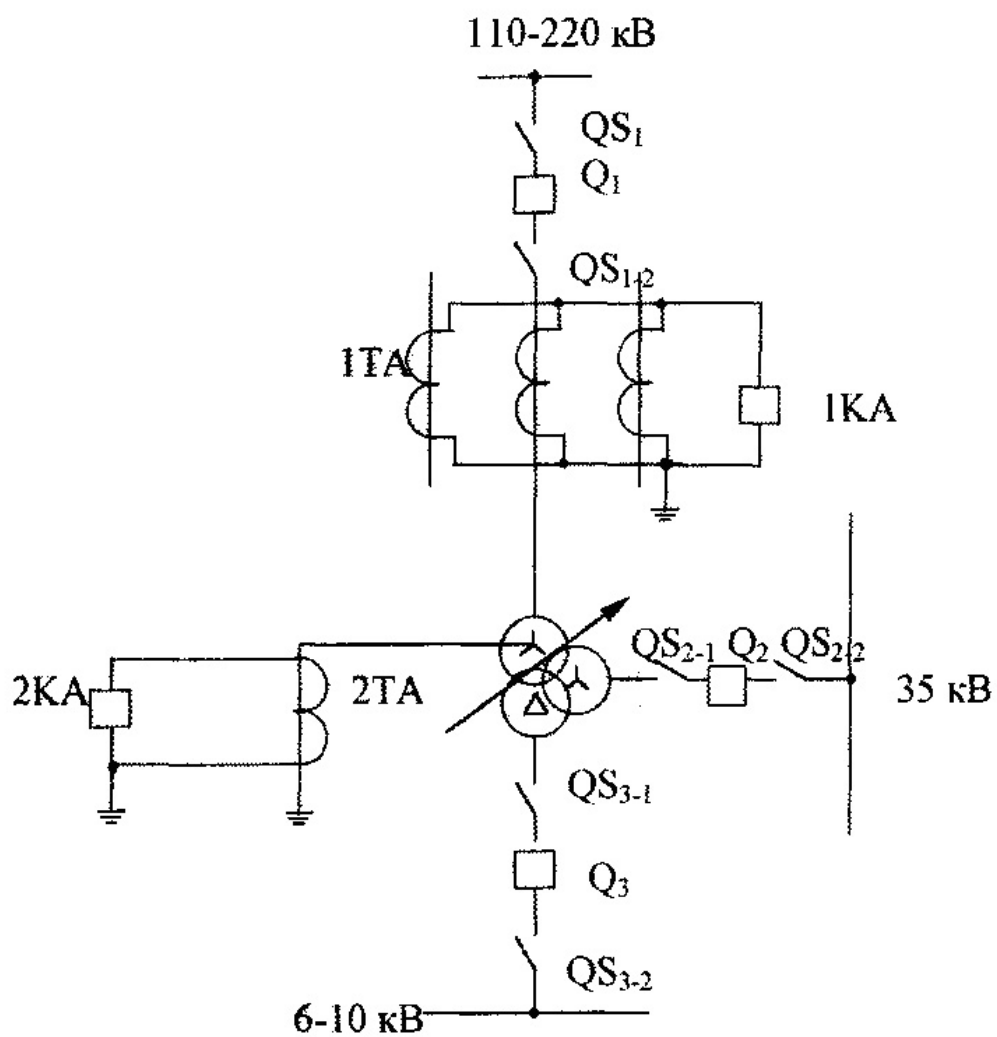 110-220 кВ
QS1
Q1
QS1-2
1TA
1KA
QS2-1 Q2 QS2-2
2KA
2TA
35 кВ
QS3-1
Q3
QS3-2
6-10 кВ